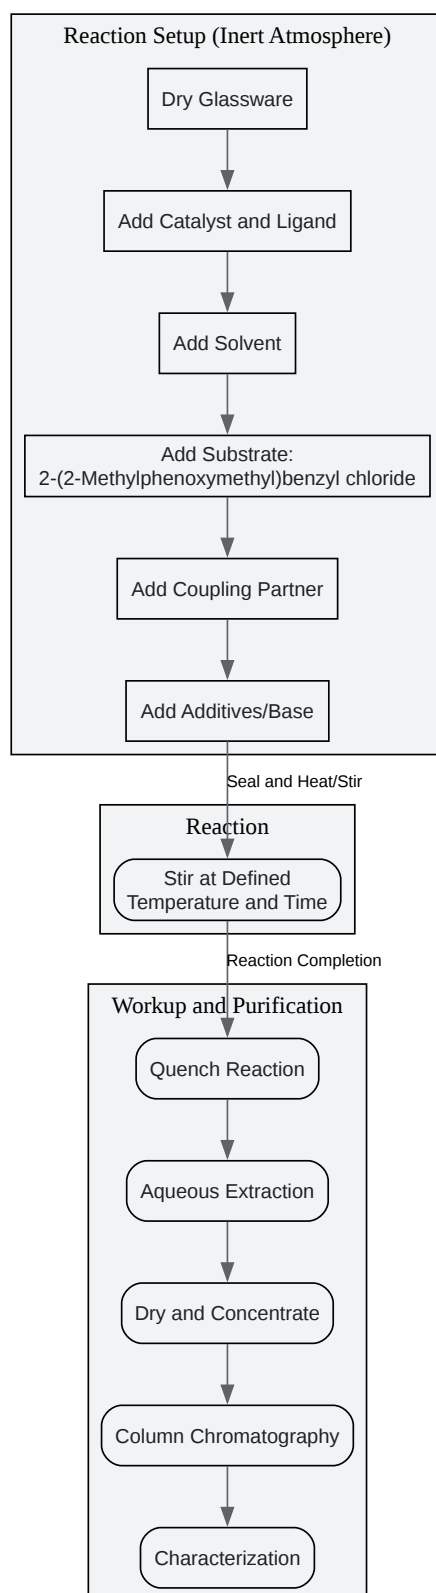 Reaction Setup (Inert Atmosphere)
Dry Glassware
Add Catalyst and Ligand
Add Solvent
Add Substrate:
2-(2-Methylphenoxymethyl)benzyl chloride
Add Coupling Partner
Add Additives/Base
Seal and Heat/Stir
Reaction
Stir at Defined
Temperature and Time
Reaction Completion
Workup and Purification
Quench Reaction
Aqueous Extraction
Dry and Concentrate
Column Chromatography
Characterization